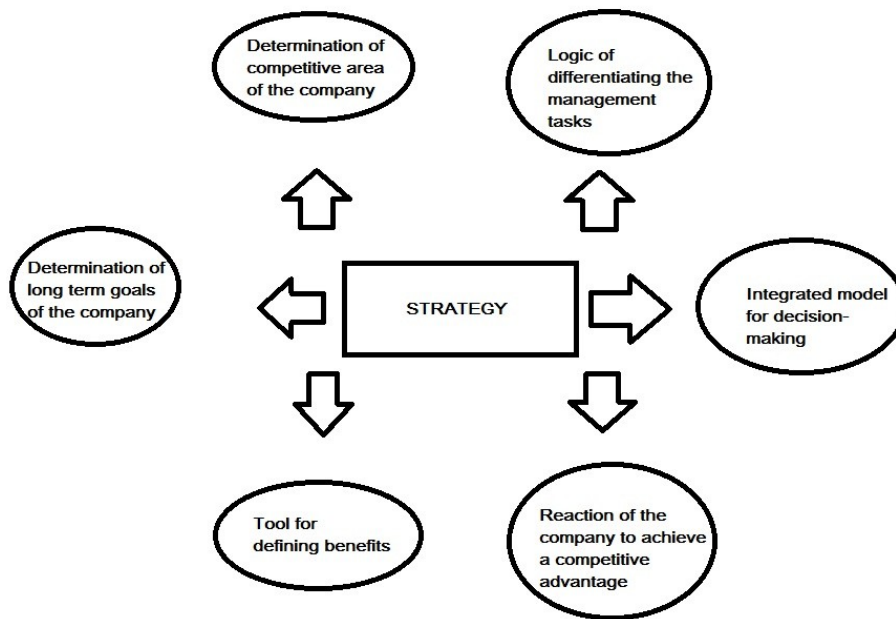 Determination of
competitive area
of the company
Logic of
differentiating the
management
tasks
Determination of
long term goals
of the company
STRATEGY
Integrated model
for decision-
making
Tool for
defining benefits
Reaction of the
company to achieve
a competitive
advantage